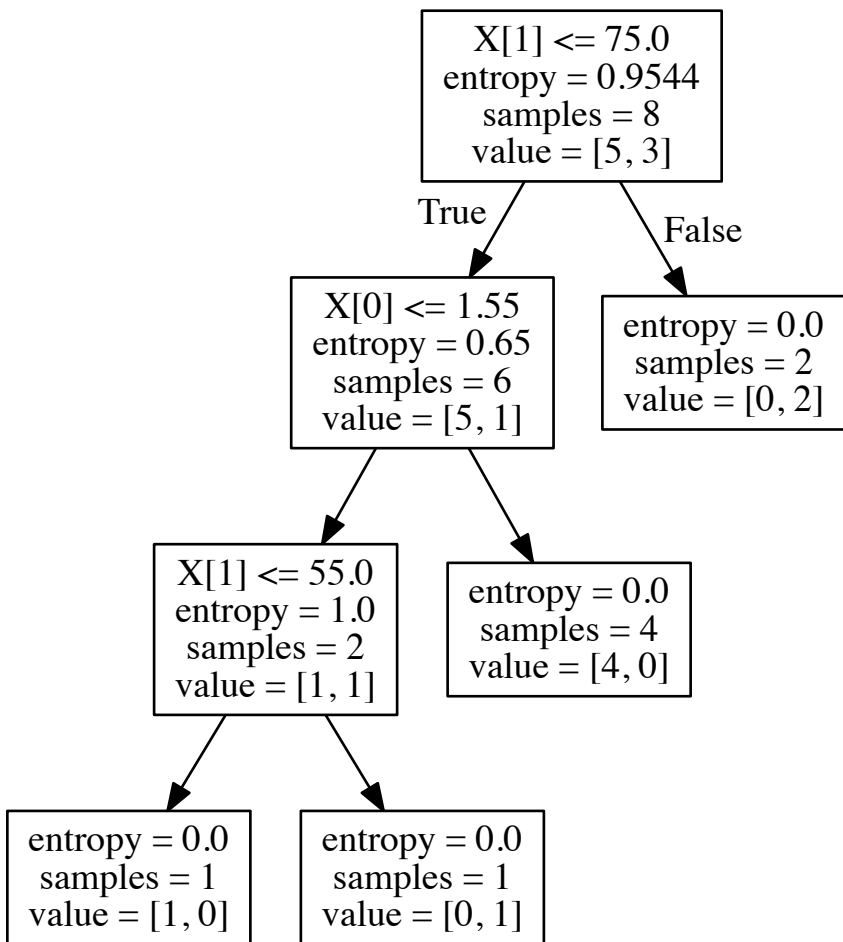 X[1] <= 75.0
entropy = 0.9544
samples = 8
value = [5, 3]
True
False
X[0] <= 1.55
entropy = 0.65
samples = 6
value = [5, 1]
entropy = 0.0
samples = 2
value = [0, 2]
X[1] <= 55.0
entropy = 1.0
samples = 2
value = [1, 1]
entropy = 0.0
samples = 4
value = [4, 0]
entropy = 0.0
samples = 1
value = [1, 0]
entropy = 0.0
samples = 1
value = [0, 1]